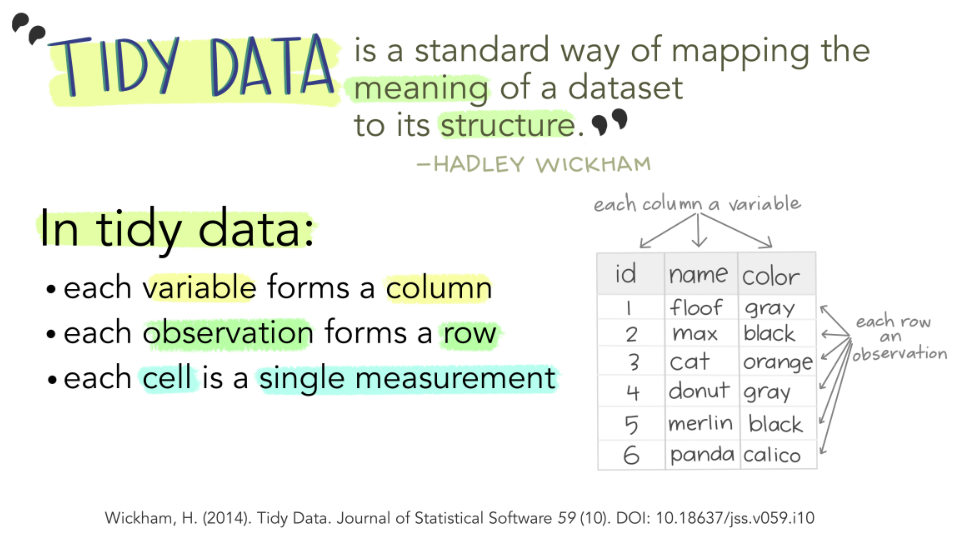 "TIDY DATA is a standard way of mapping the
meaning of a dataset
to its structure."
—HADLEY WICKHAM
In tidy data:
• each variable forms a column
• each observation forms a row
• each cell is a single measurement
each column a variable
id name color
1 floof gray
2 max black
3 cat orange
4 donut gray
5 merlin black
6 panda calico
each row
an
observation
Wickham, H. (2014). Tidy Data. Journal of Statistical Software 59 (10). DOI: 10.18637/jss.v059.i10